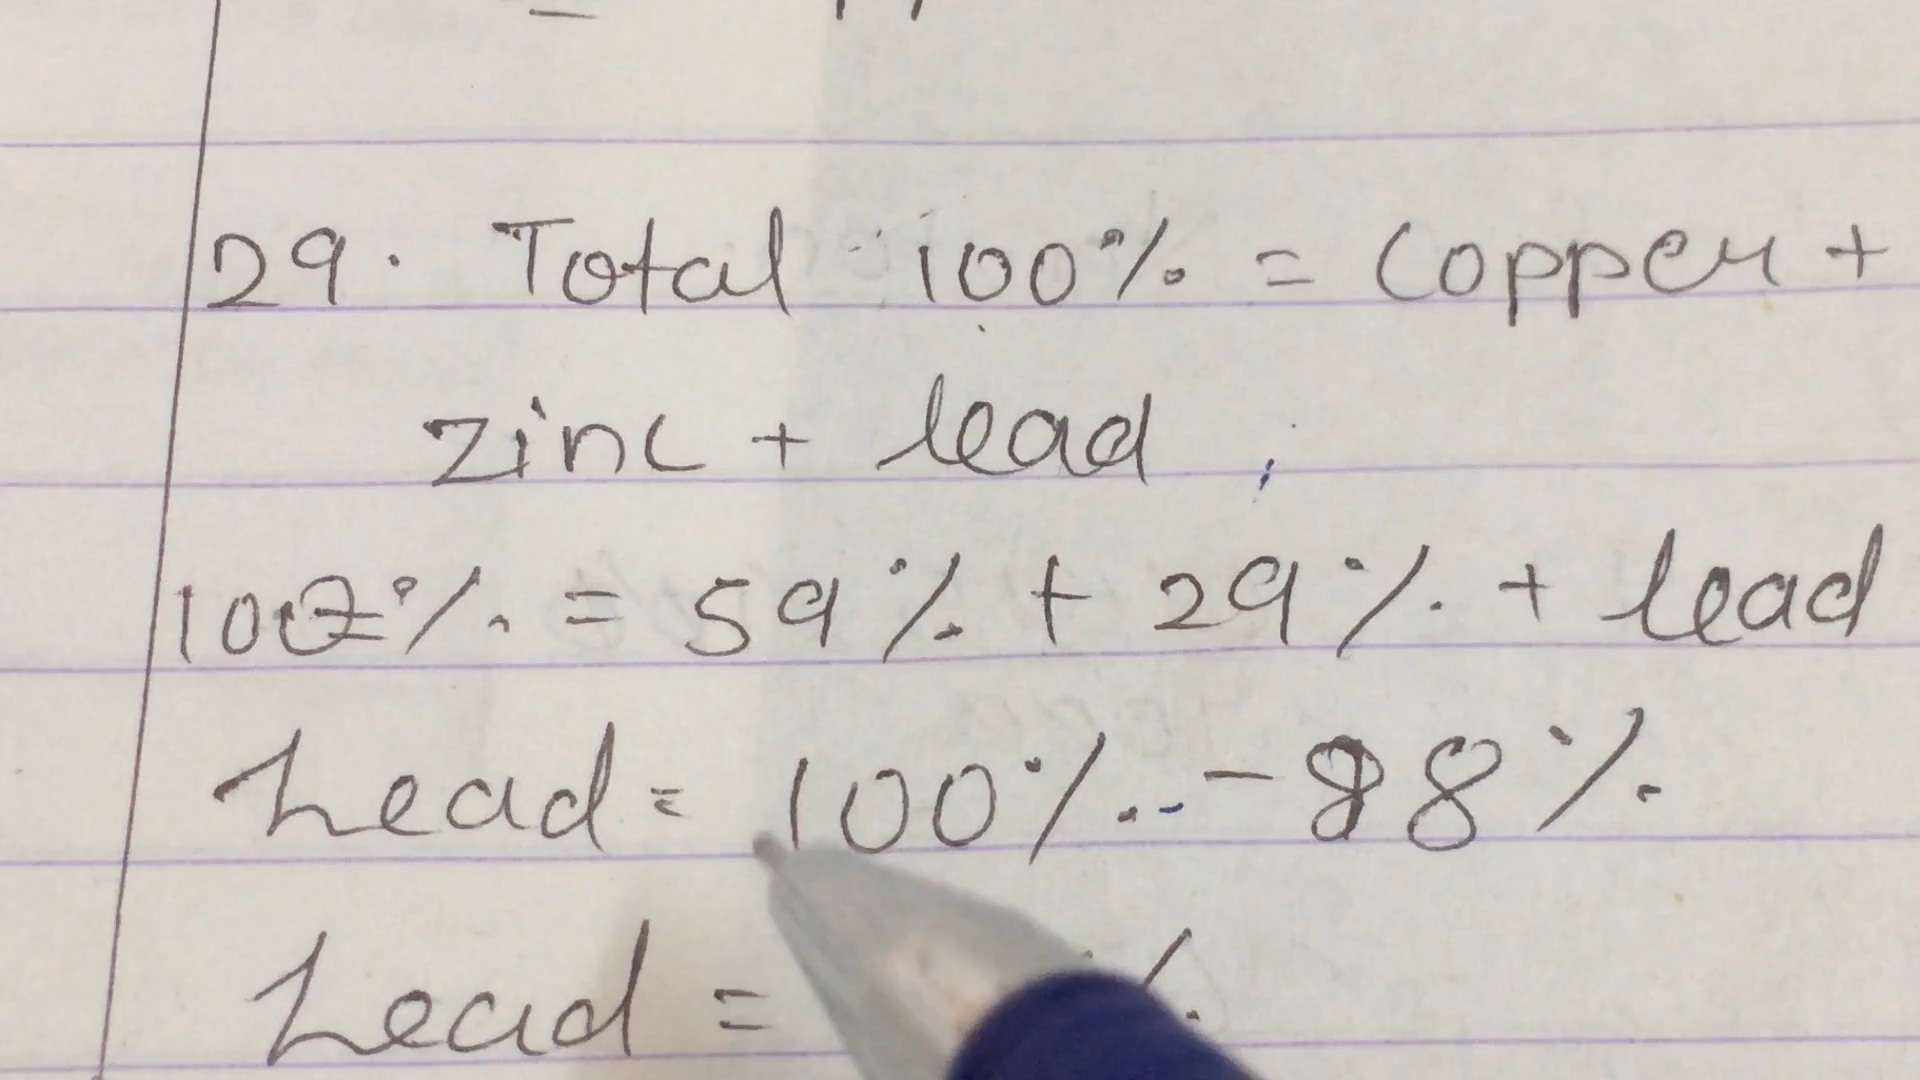 29. Total 100% = Copper +
Zinc + lead
100% = 59% + 29% + lead
Lead = 100% - 88%
Lead = %